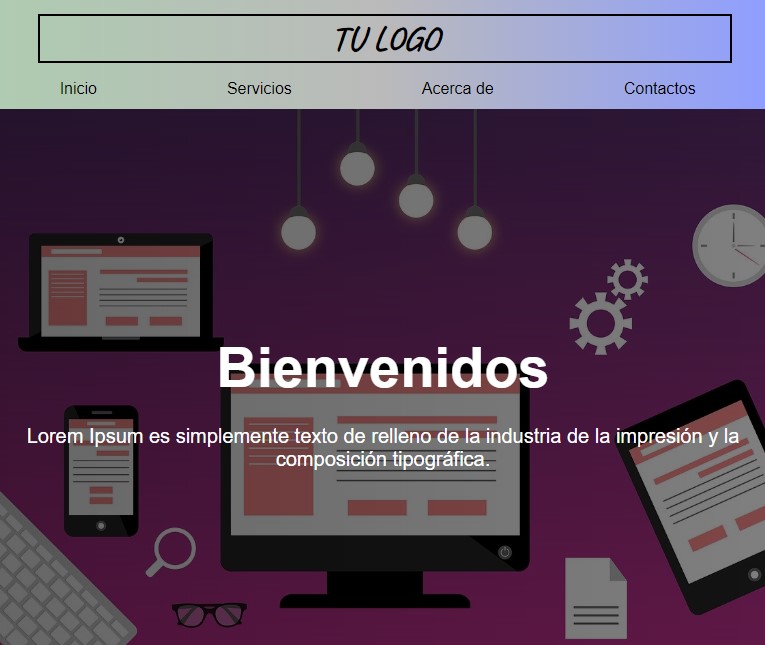 TU LOGO
Inicio Servicios Acerca de Contactos
Bienvenidos
Lorem Ipsum es simplemente texto de relleno de la industria de la impresión y la
composición tipográfica.